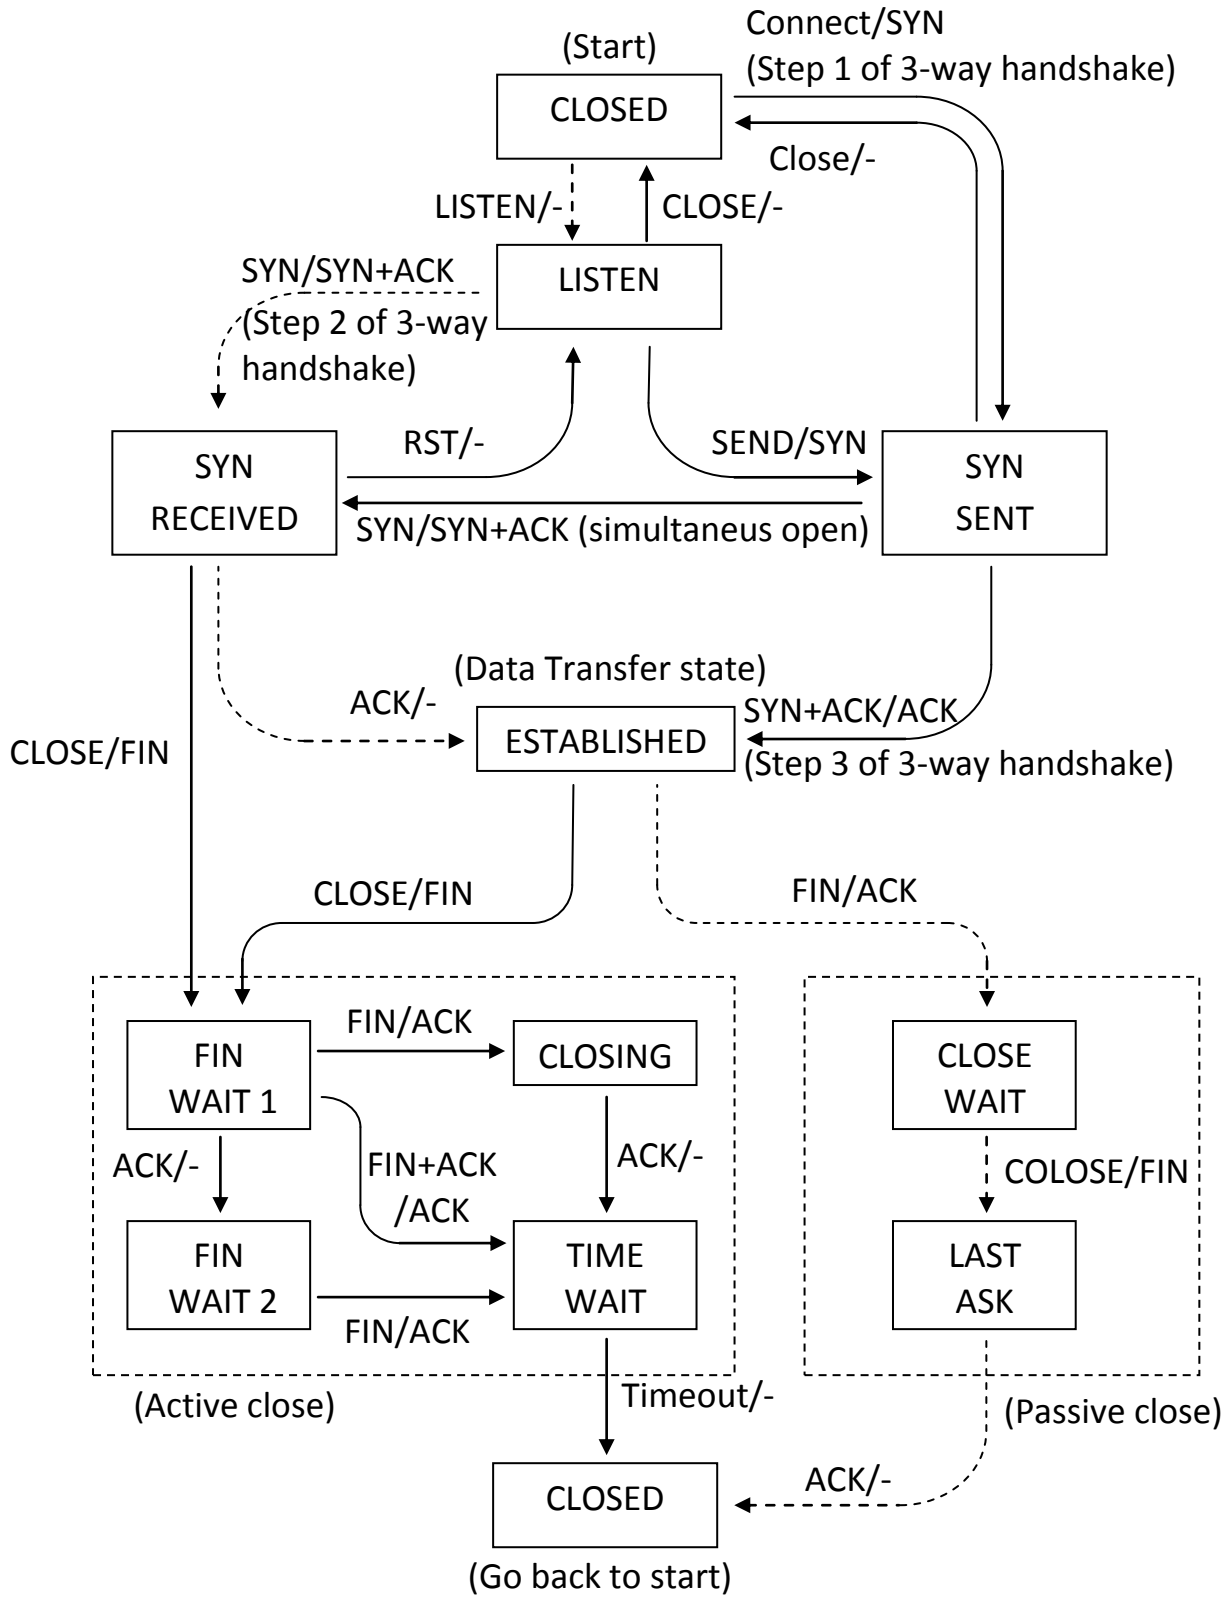 Connect/SYN
(Start)
(Step 1 of 3-way handshake)
CLOSED
Close/-
LISTEN/-
CLOSE/-
SYN/SYN+ACK
LISTEN
(Step 2 of 3-way
handshake)
RST/-
SEND/SYN
SYN
RECEIVED
SYN
SENT
SYN/SYN+ACK (simultaneus open)
(Data Transfer state)
ACK/-
SYN+ACK/ACK
ESTABLISHED
CLOSE/FIN
(Step 3 of 3-way handshake)
CLOSE/FIN
FIN/ACK
FIN/ACK
FIN
WAIT 1
CLOSING
CLOSE
WAIT
ACK/-
FIN+ACK
/ACK
ACK/-
COLOSE/FIN
FIN
WAIT 2
TIME
WAIT
LAST
ASK
FIN/ACK
(Active close)
Timeout/-
(Passive close)
ACK/-
CLOSED
(Go back to start)